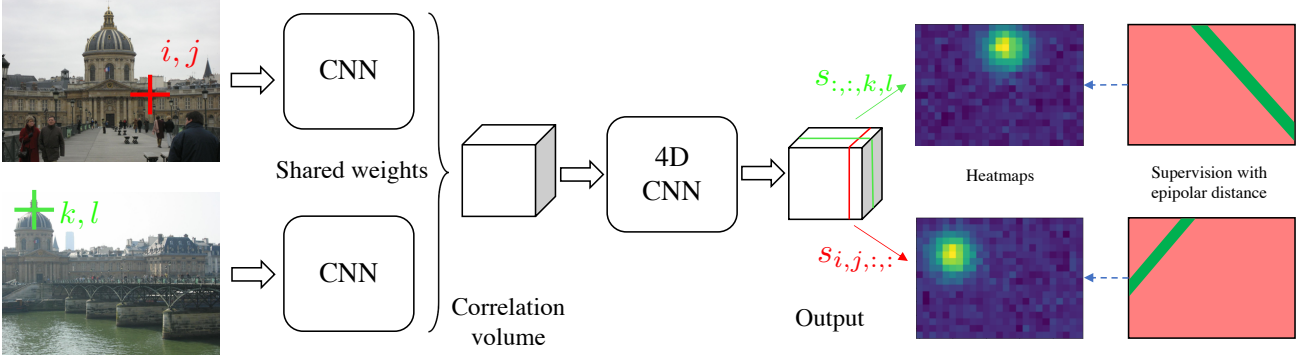 i, j
CNN
Shared weights
k, l
CNN
Correlation
volume
4D
CNN
Output
s:,:,k,l
si,j,:,:
Heatmaps
Supervision with
epipolar distance